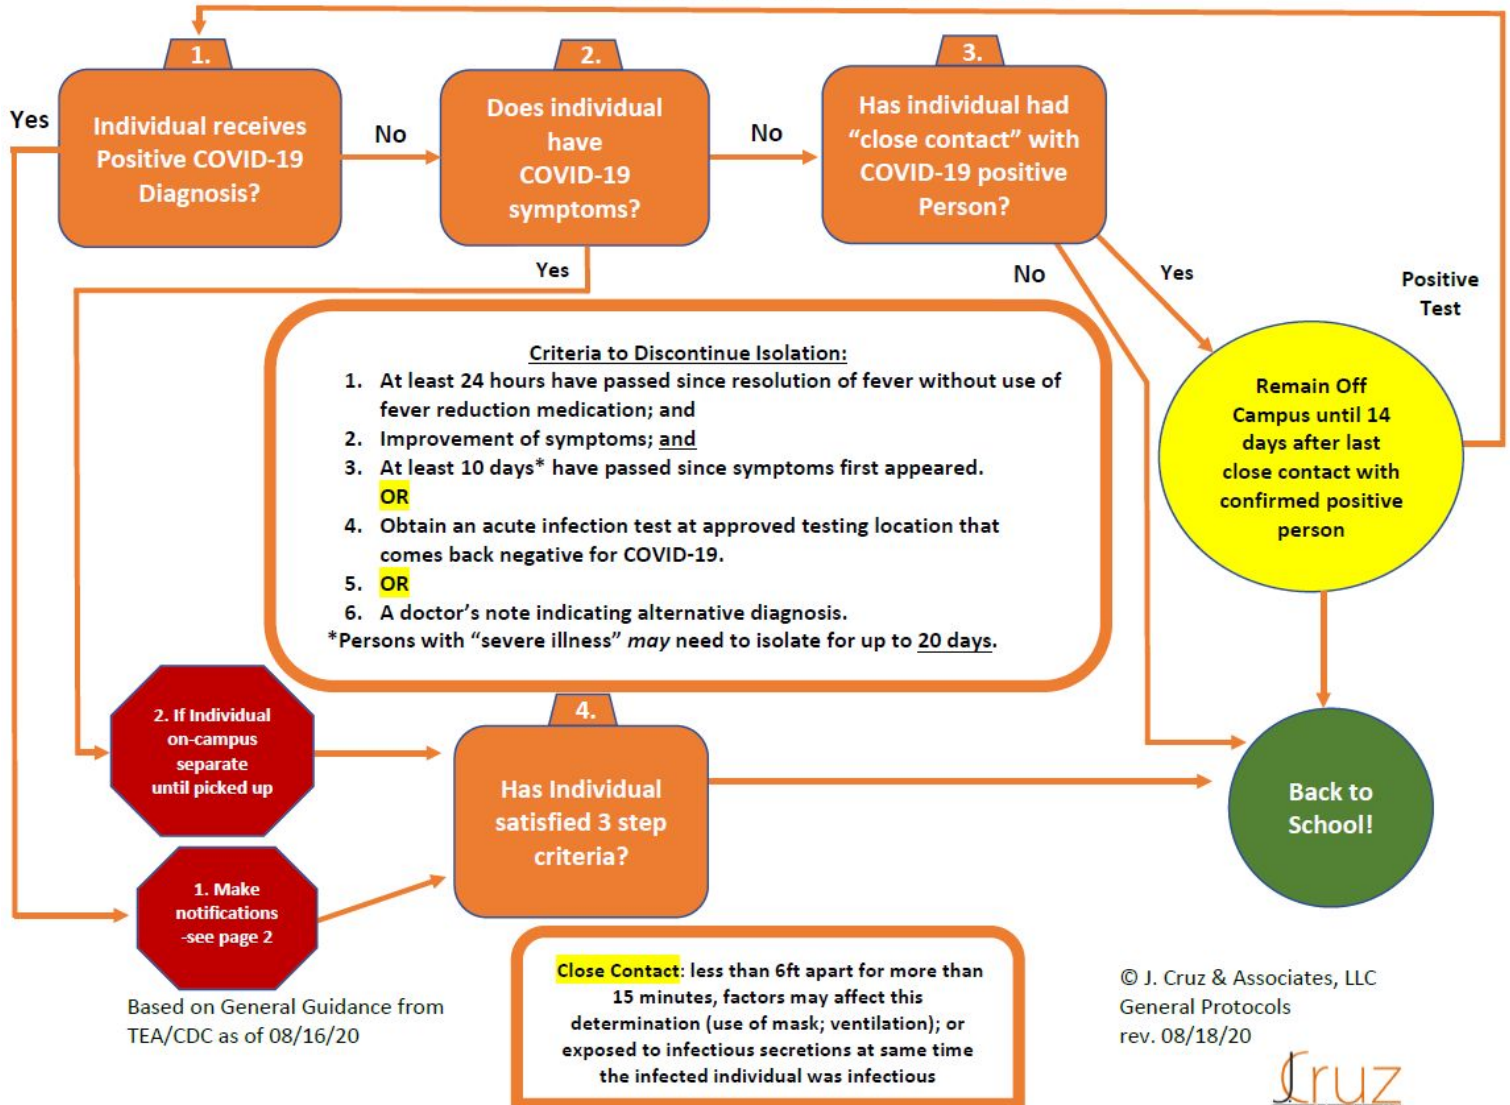 1.
Individual receives
Positive COVID-19
Diagnosis?
Yes
No
2.
Does individual
have
COVID-19
symptoms?
No
Yes
3.
Has individual had
“close contact” with
COVID-19 positive
Person?
No
Yes
Positive
Test
Remain Off
Campus until 14
days after last
close contact with
confirmed positive
person
Criteria to Discontinue Isolation:
1. At least 24 hours have passed since resolution of fever without use of
fever reduction medication; and
2. Improvement of symptoms; and
3. At least 10 days* have passed since symptoms first appeared.
OR
4. Obtain an acute infection test at approved testing location that
comes back negative for COVID-19.
5. OR
6. A doctor’s note indicating alternative diagnosis.
*Persons with “severe illness” may need to isolate for up to 20 days.
2. If Individual
on-campus
separate
until picked up
1. Make
notifications
-see page 2
4.
Has Individual
satisfied 3 step
criteria?
Back to
School!
Based on General Guidance from
TEA/CDC as of 08/16/20
Close Contact: less than 6ft apart for more than
15 minutes, factors may affect this
determination (use of mask; ventilation); or
exposed to infectious secretions at same time
the infected individual was infectious
© J. Cruz & Associates, LLC
General Protocols
rev. 08/18/20
JCruz